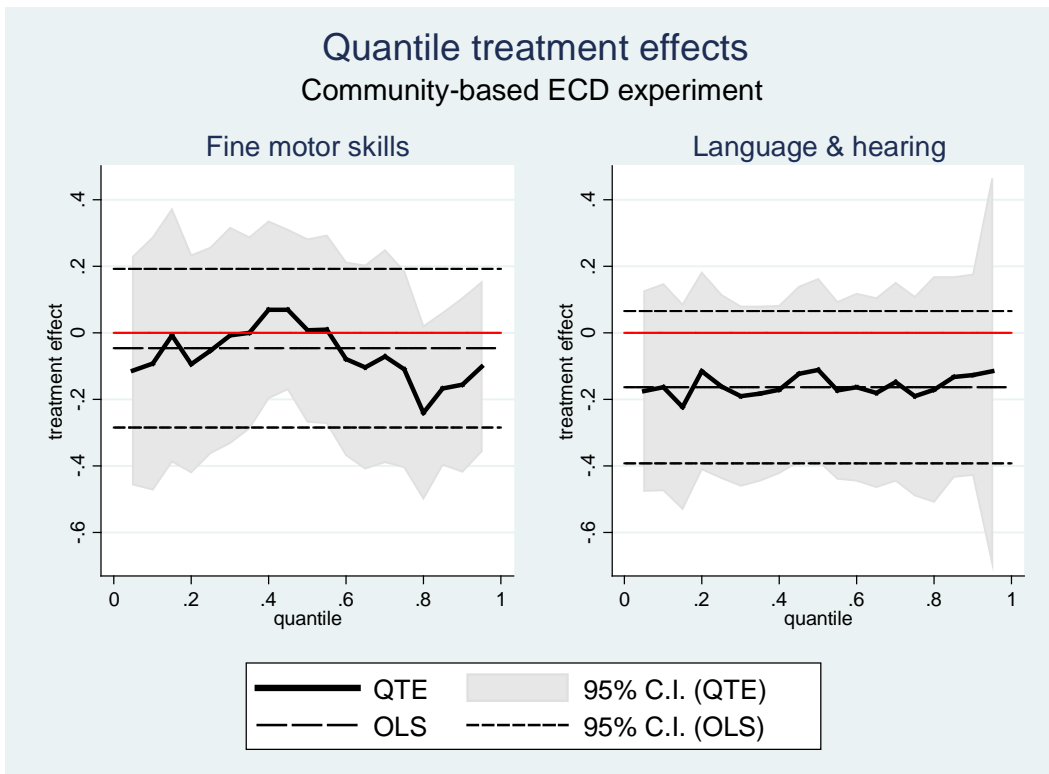 Quantile treatment effects
Community-based ECD experiment
Fine motor skills
treatment effect
.4
.2
0
-.2
-.4
-.6
0 .2 .4 .6 .8 1
quantile
Language & hearing
treatment effect
.4
.2
0
-.2
-.4
-.6
0 .2 .4 .6 .8 1
quantile
QTE 95% C.I. (QTE)
OLS 95% C.I. (OLS)